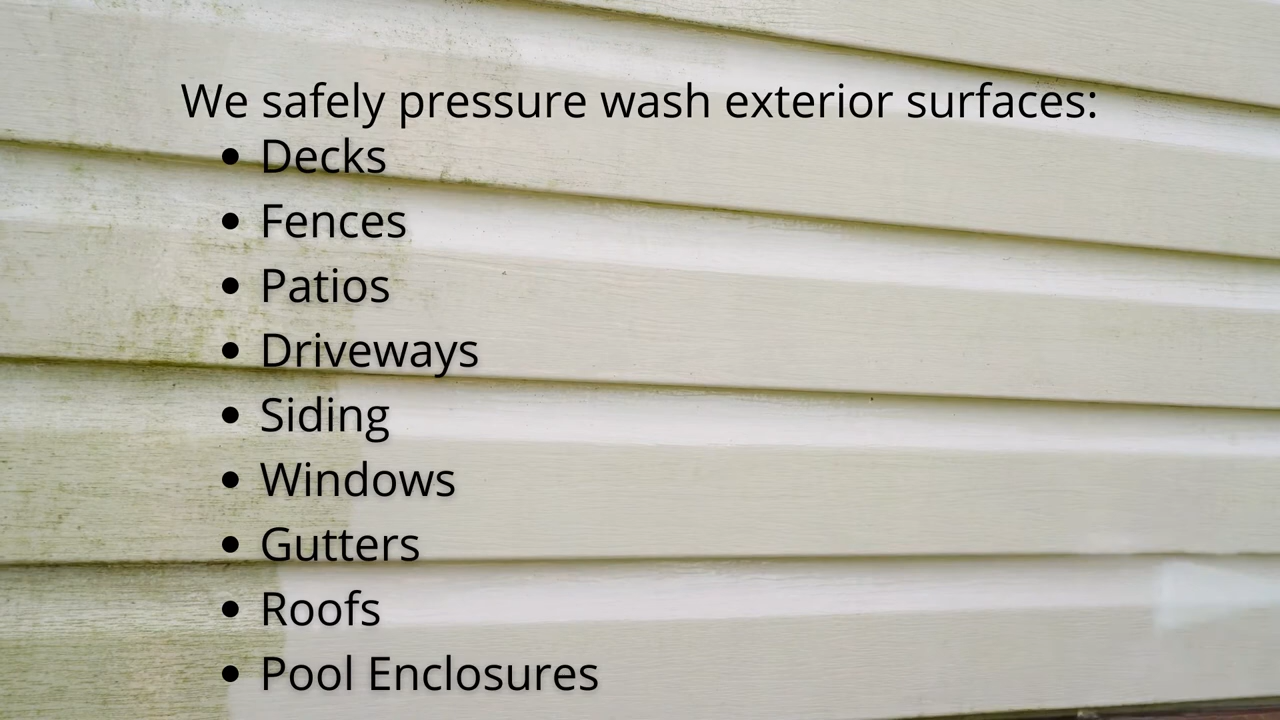 We safely pressure wash exterior surfaces:
• Decks
• Fences
• Patios
• Driveways
• Siding
• Windows
• Gutters
• Roofs
• Pool Enclosures